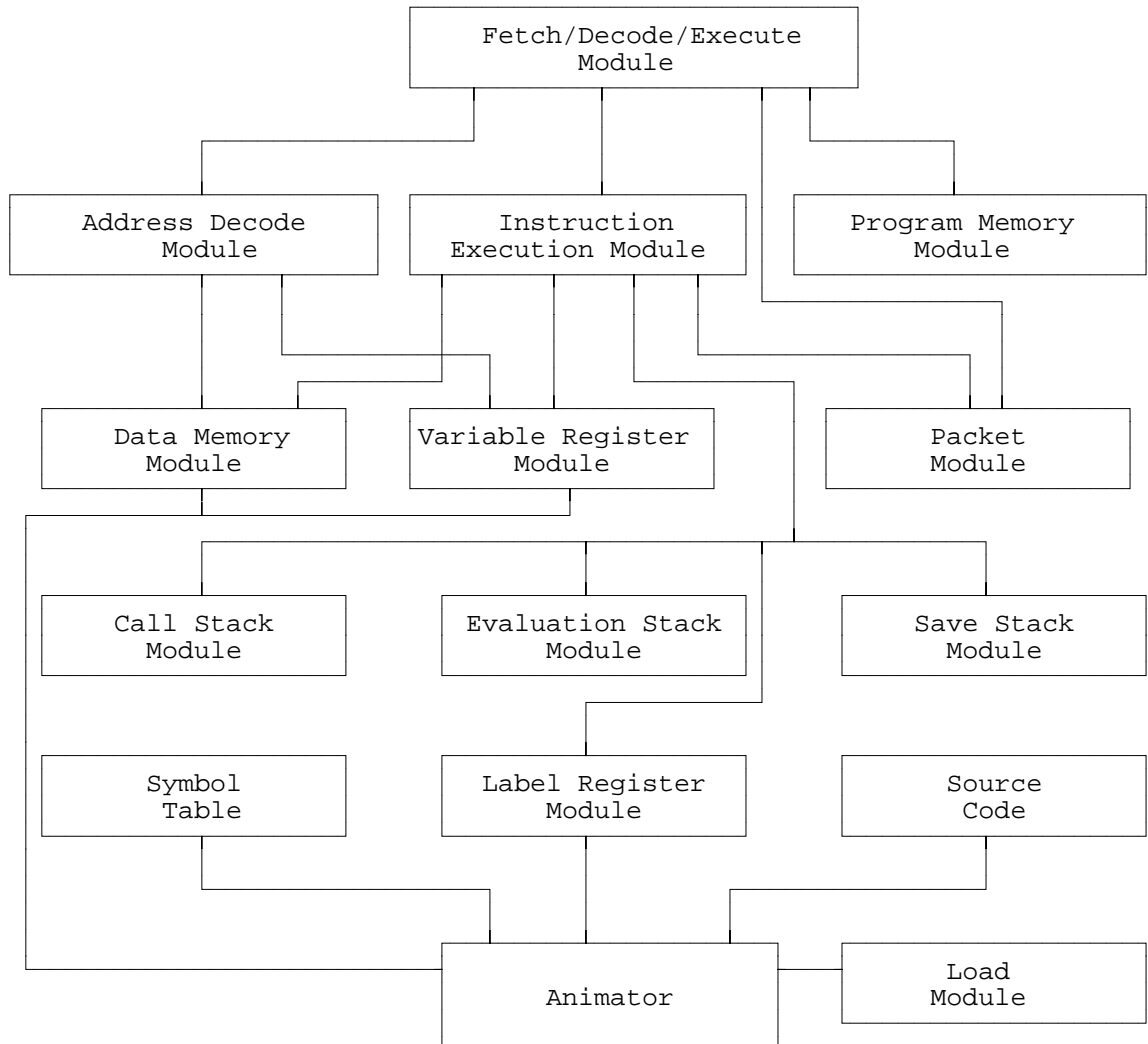 Fetch/Decode/Execute
Module
Address Decode
Module
Instruction
Execution Module
Program Memory
Module
Data Memory
Module
Variable Register
Module
Packet
Module
Call Stack
Module
Evaluation Stack
Module
Save Stack
Module
Symbol
Table
Label Register
Module
Source
Code
Animator
Load
Module